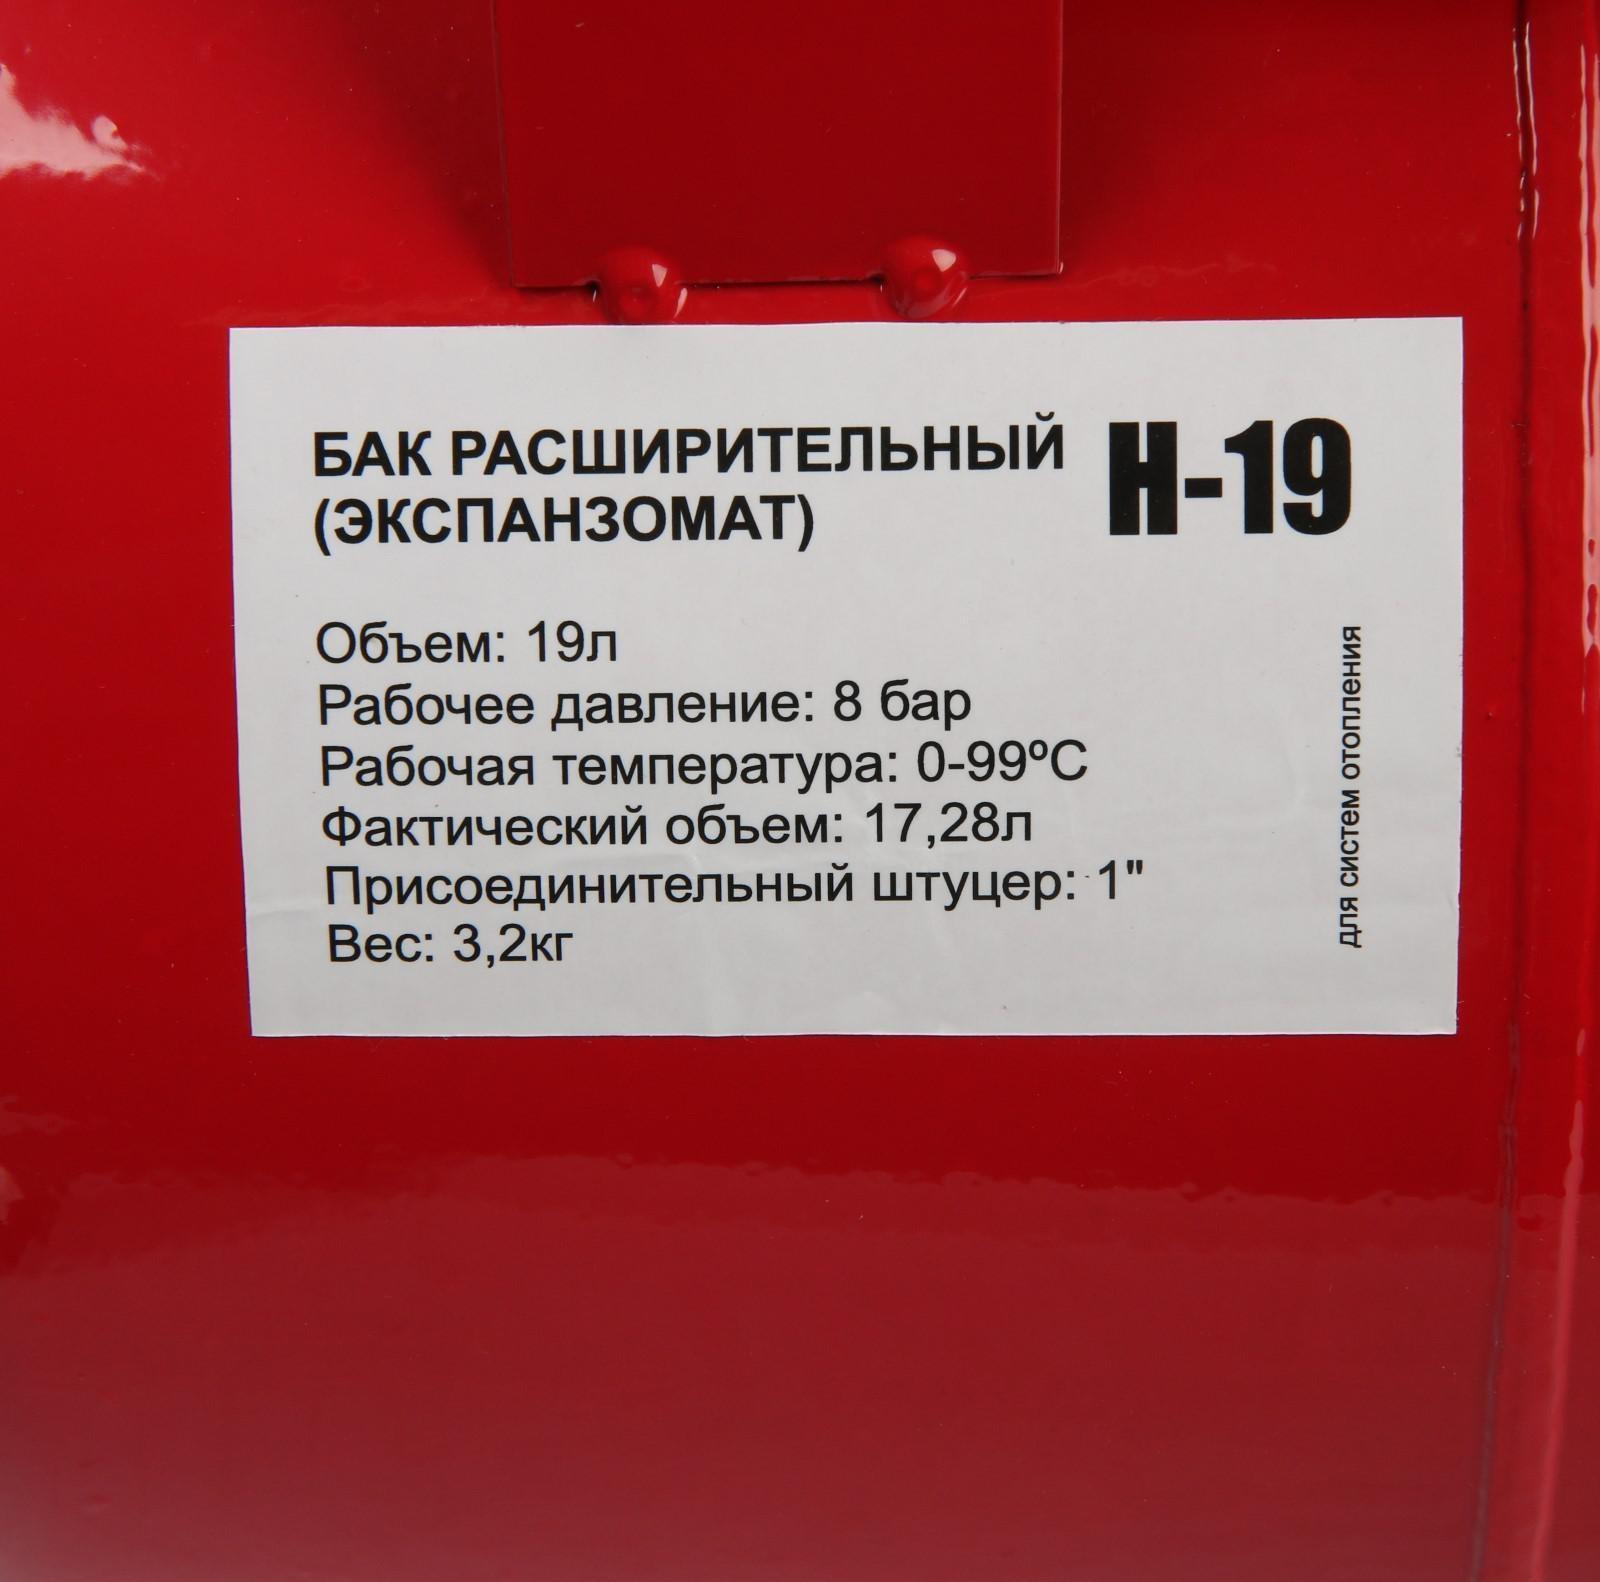 БАК РАСШИРИТЕЛЬНЫЙ
(ЭКСПАНЗОМАТ)
Н-19
Объем: 19л
Рабочее давление: 8 бар
Рабочая температура: 0-99ºС
Фактический объем: 17,28л
Присоединительный штуцер: 1"
Вес: 3,2кг
для систем отопления